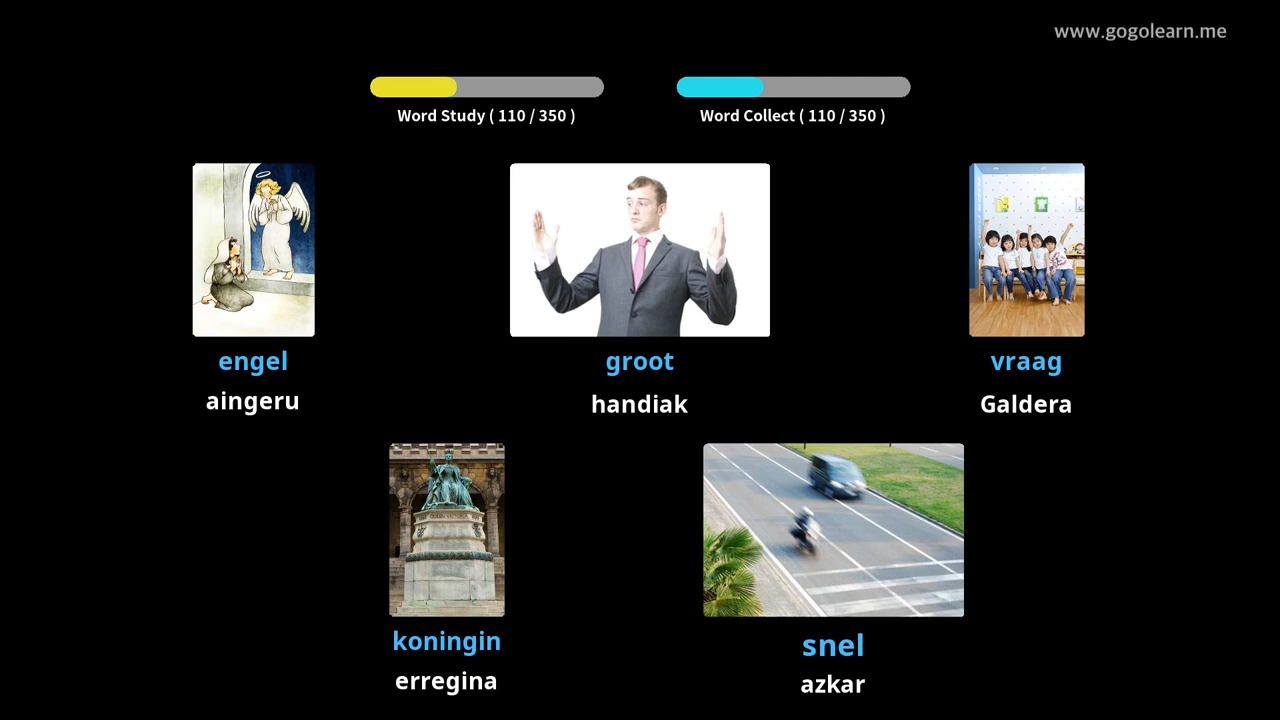 www.gogolearn.me
Word Study ( 110 / 350 )
Word Collect ( 110 / 350 )
engel
aingeru
groot
handiak
vraag
Galdera
koningin
erregina
snel
azkar